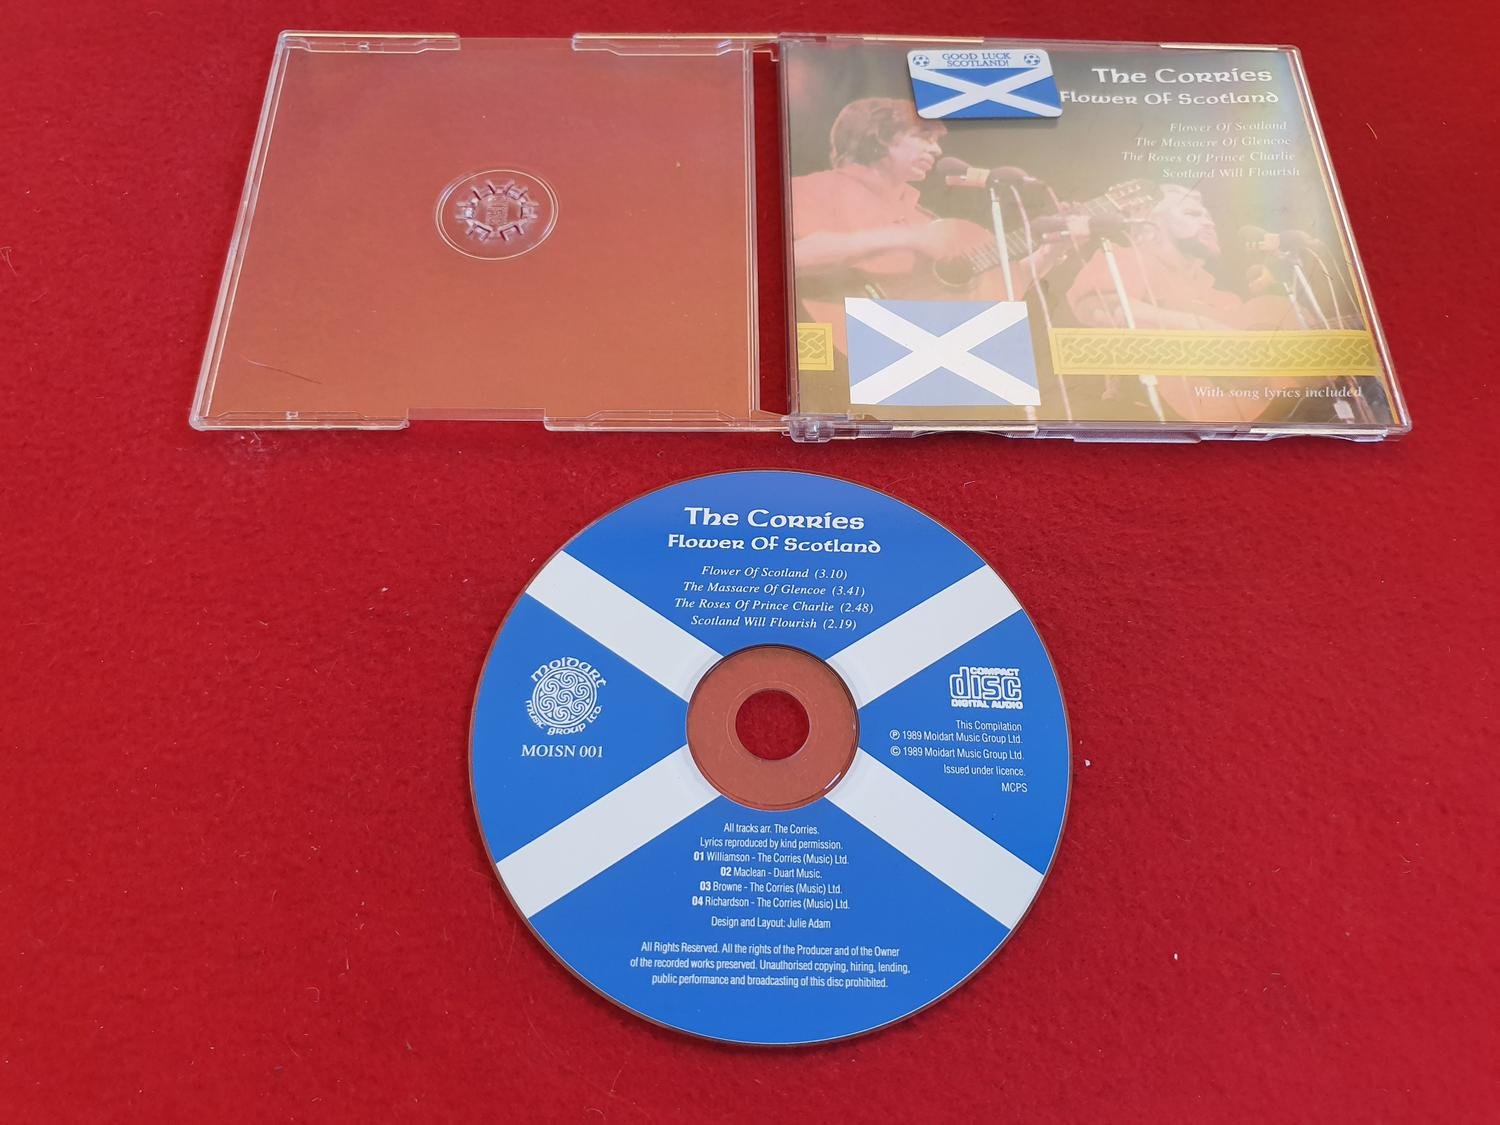 GOOD LUCK
SCOTLAND!
The Corries
Flower Of Scotland
Flower Of Scotland
The Massacre Of Glencoe
The Roses Of Prince Charlie
Scotland Will Flourish
With song lyrics included
The Corries
Flower Of Scotland
Flower Of Scotland (3.10)
The Massacre Of Glencoe (3.41)
The Roses Of Prince Charlie (2.48)
Scotland Will Flourish (2.19)
moidart
music group ltd.
MOISN 001
COMPACT
disc
DIGITAL AUDIO
This Compilation
℗ 1989 Moidart Music Group Ltd.
© 1989 Moidart Music Group Ltd.
Issued under licence.
MCPS
All tracks arr. The Corries.
Lyrics reproduced by kind permission.
01 Williamson - The Corries (Music) Ltd.
02 Maclean - Duart Music.
03 Browne - The Corries (Music) Ltd.
04 Richardson - The Corries (Music) Ltd.
Design and Layout: Julie Adam
All Rights Reserved. All the rights of the Producer and of the Owner
of the recorded works preserved. Unauthorised copying, hiring, lending,
public performance and broadcasting of this disc prohibited.